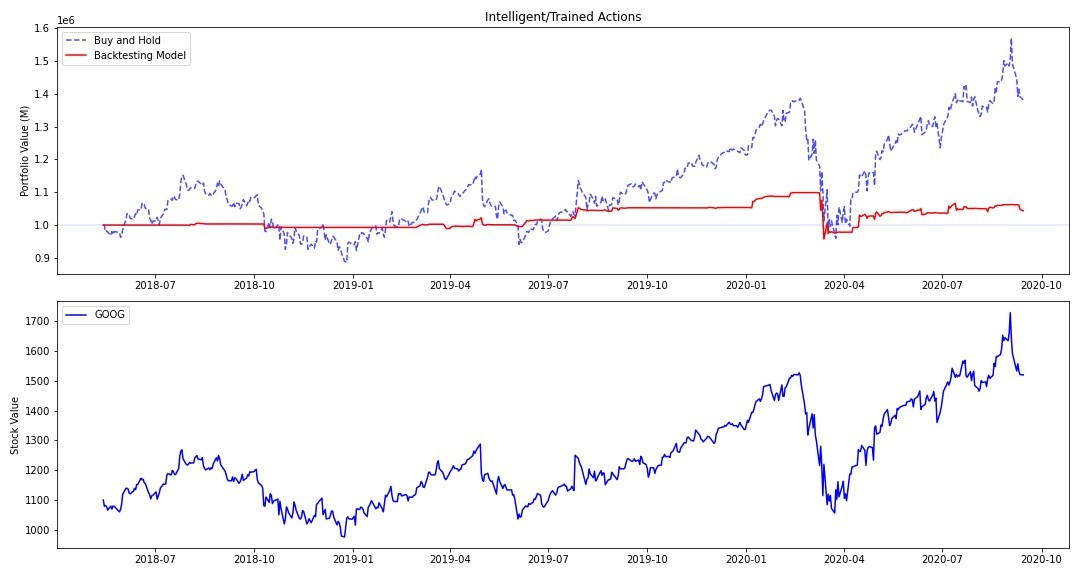 Intelligent/Trained Actions
1e6
Buy and Hold
Backtesting Model
Portfolio Value (M)
1.6
1.5
1.4
1.3
1.2
1.1
1.0
0.9
2018-07 2018-10 2019-01 2019-04 2019-07 2019-10 2020-01 2020-04 2020-07 2020-10
GOOG
Stock Value
1700
1600
1500
1400
1300
1200
1100
1000
2018-07 2018-10 2019-01 2019-04 2019-07 2019-10 2020-01 2020-04 2020-07 2020-10